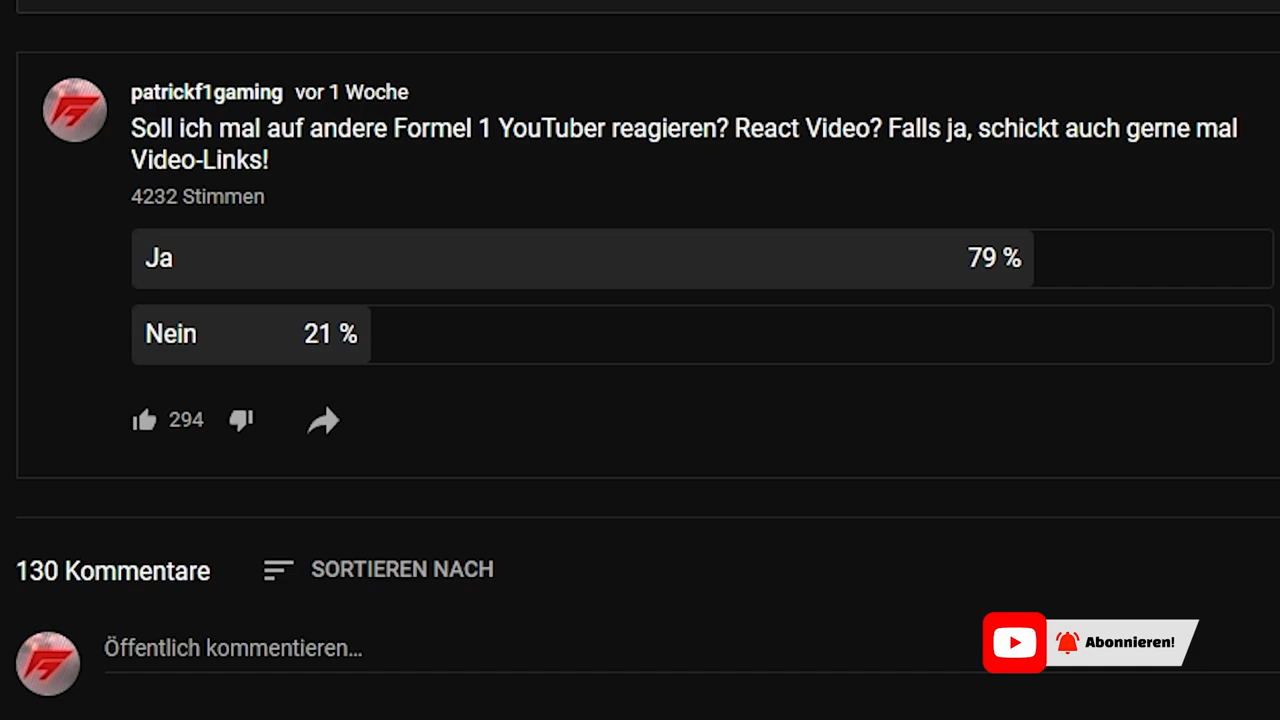 patrickf1gaming vor 1 Woche
Soll ich mal auf andere Formel 1 YouTuber reagieren? React Video? Falls ja, schickt auch gerne mal
Video-Links!
4232 Stimmen
Ja 79 %
Nein 21 %
294
130 Kommentare SORTIEREN NACH
Öffentlich kommentieren...
Abonnieren!